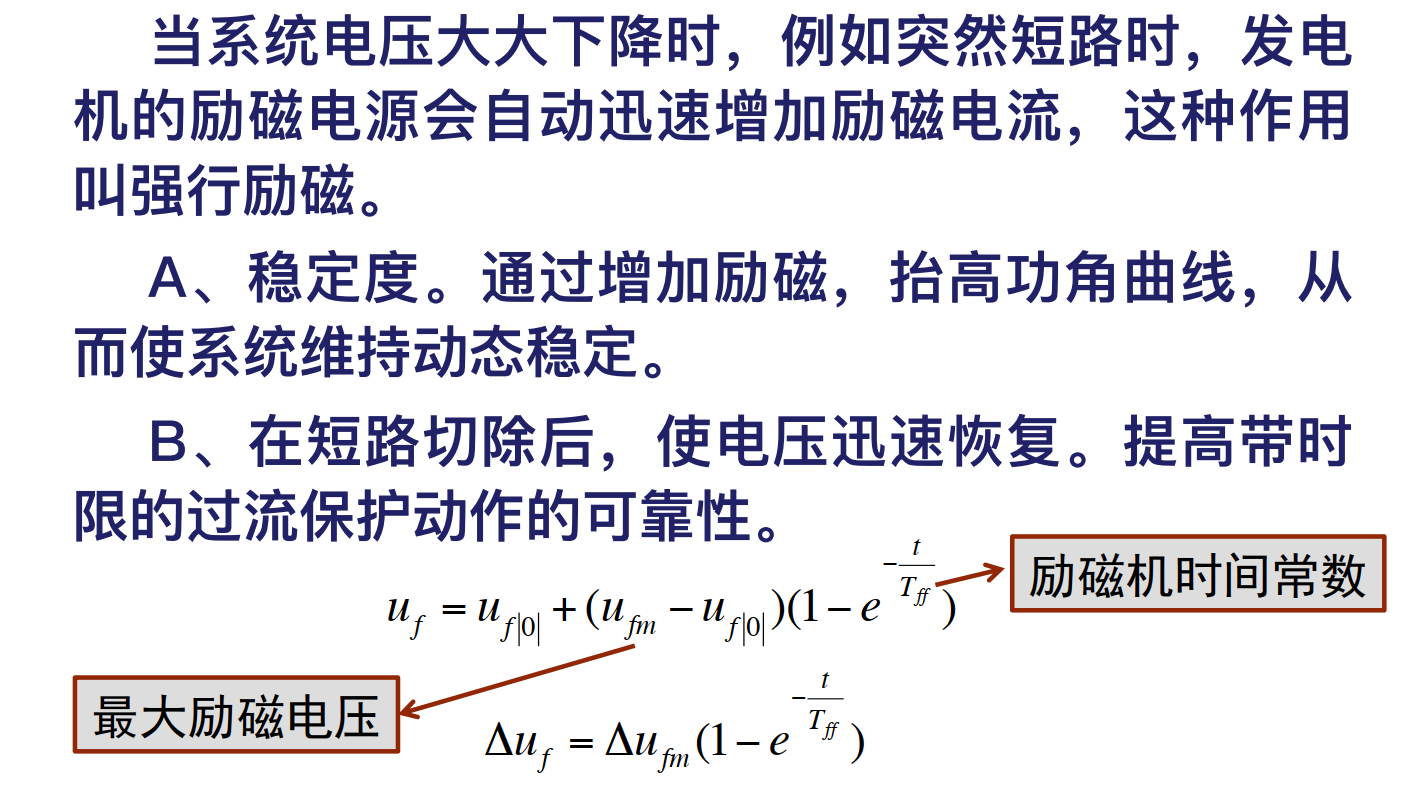 当系统电压大大下降时，例如突然短路时，发电
机的励磁电源会自动迅速增加励磁电流，这种作用
叫强行励磁。
A、稳定度。通过增加励磁，抬高功角曲线，从
而使系统维持动态稳定。
B、在短路切除后，使电压迅速恢复。提高带时
限的过流保护动作的可靠性。
励磁机时间常数
u_f = u_{f|0|} + (u_{fm} − u_{f|0|})(1 − e^{−t/T_{ff}})
最大励磁电压
Δu_f = Δu_{fm}(1 − e^{−t/T_{ff}})